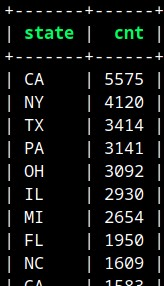 +-------+------+
| state | cnt |
+-------+------+
| CA | 5575 |
| NY | 4120 |
| TX | 3414 |
| PA | 3141 |
| OH | 3092 |
| IL | 2930 |
| MI | 2654 |
| FL | 1950 |
| NC | 1609 |